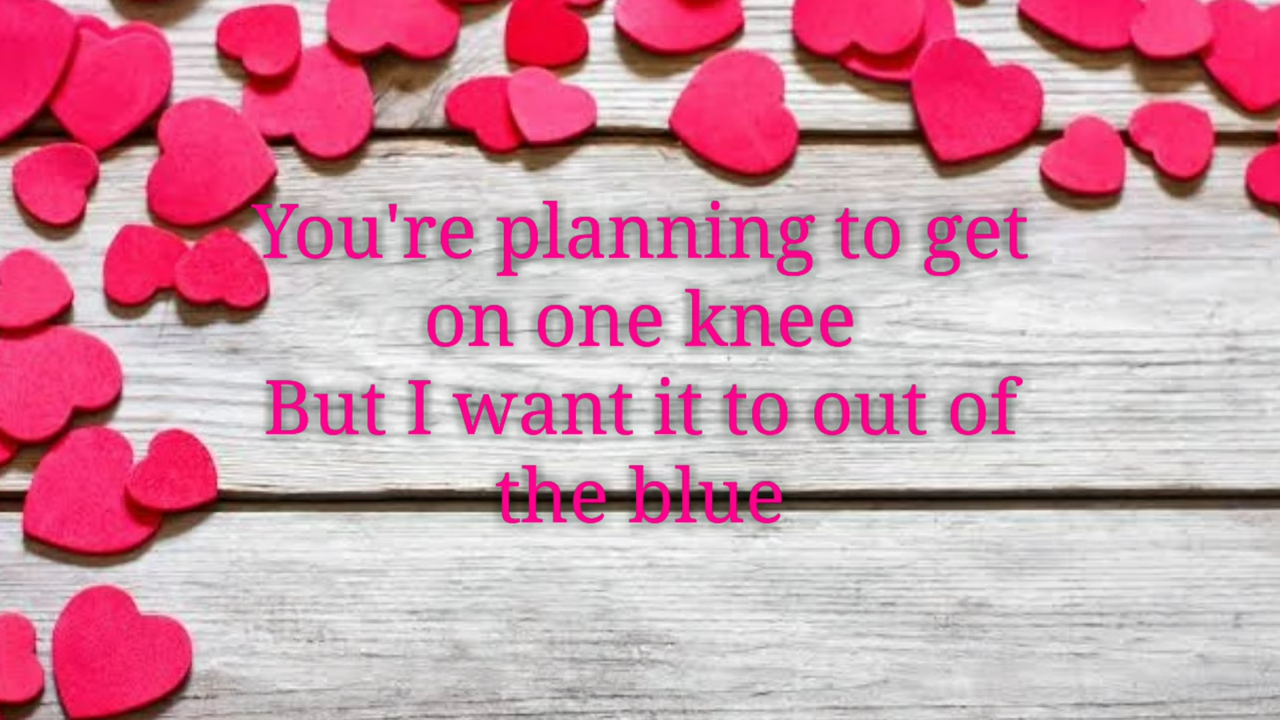 You're planning to get
on one knee
But I want it to out of
the blue